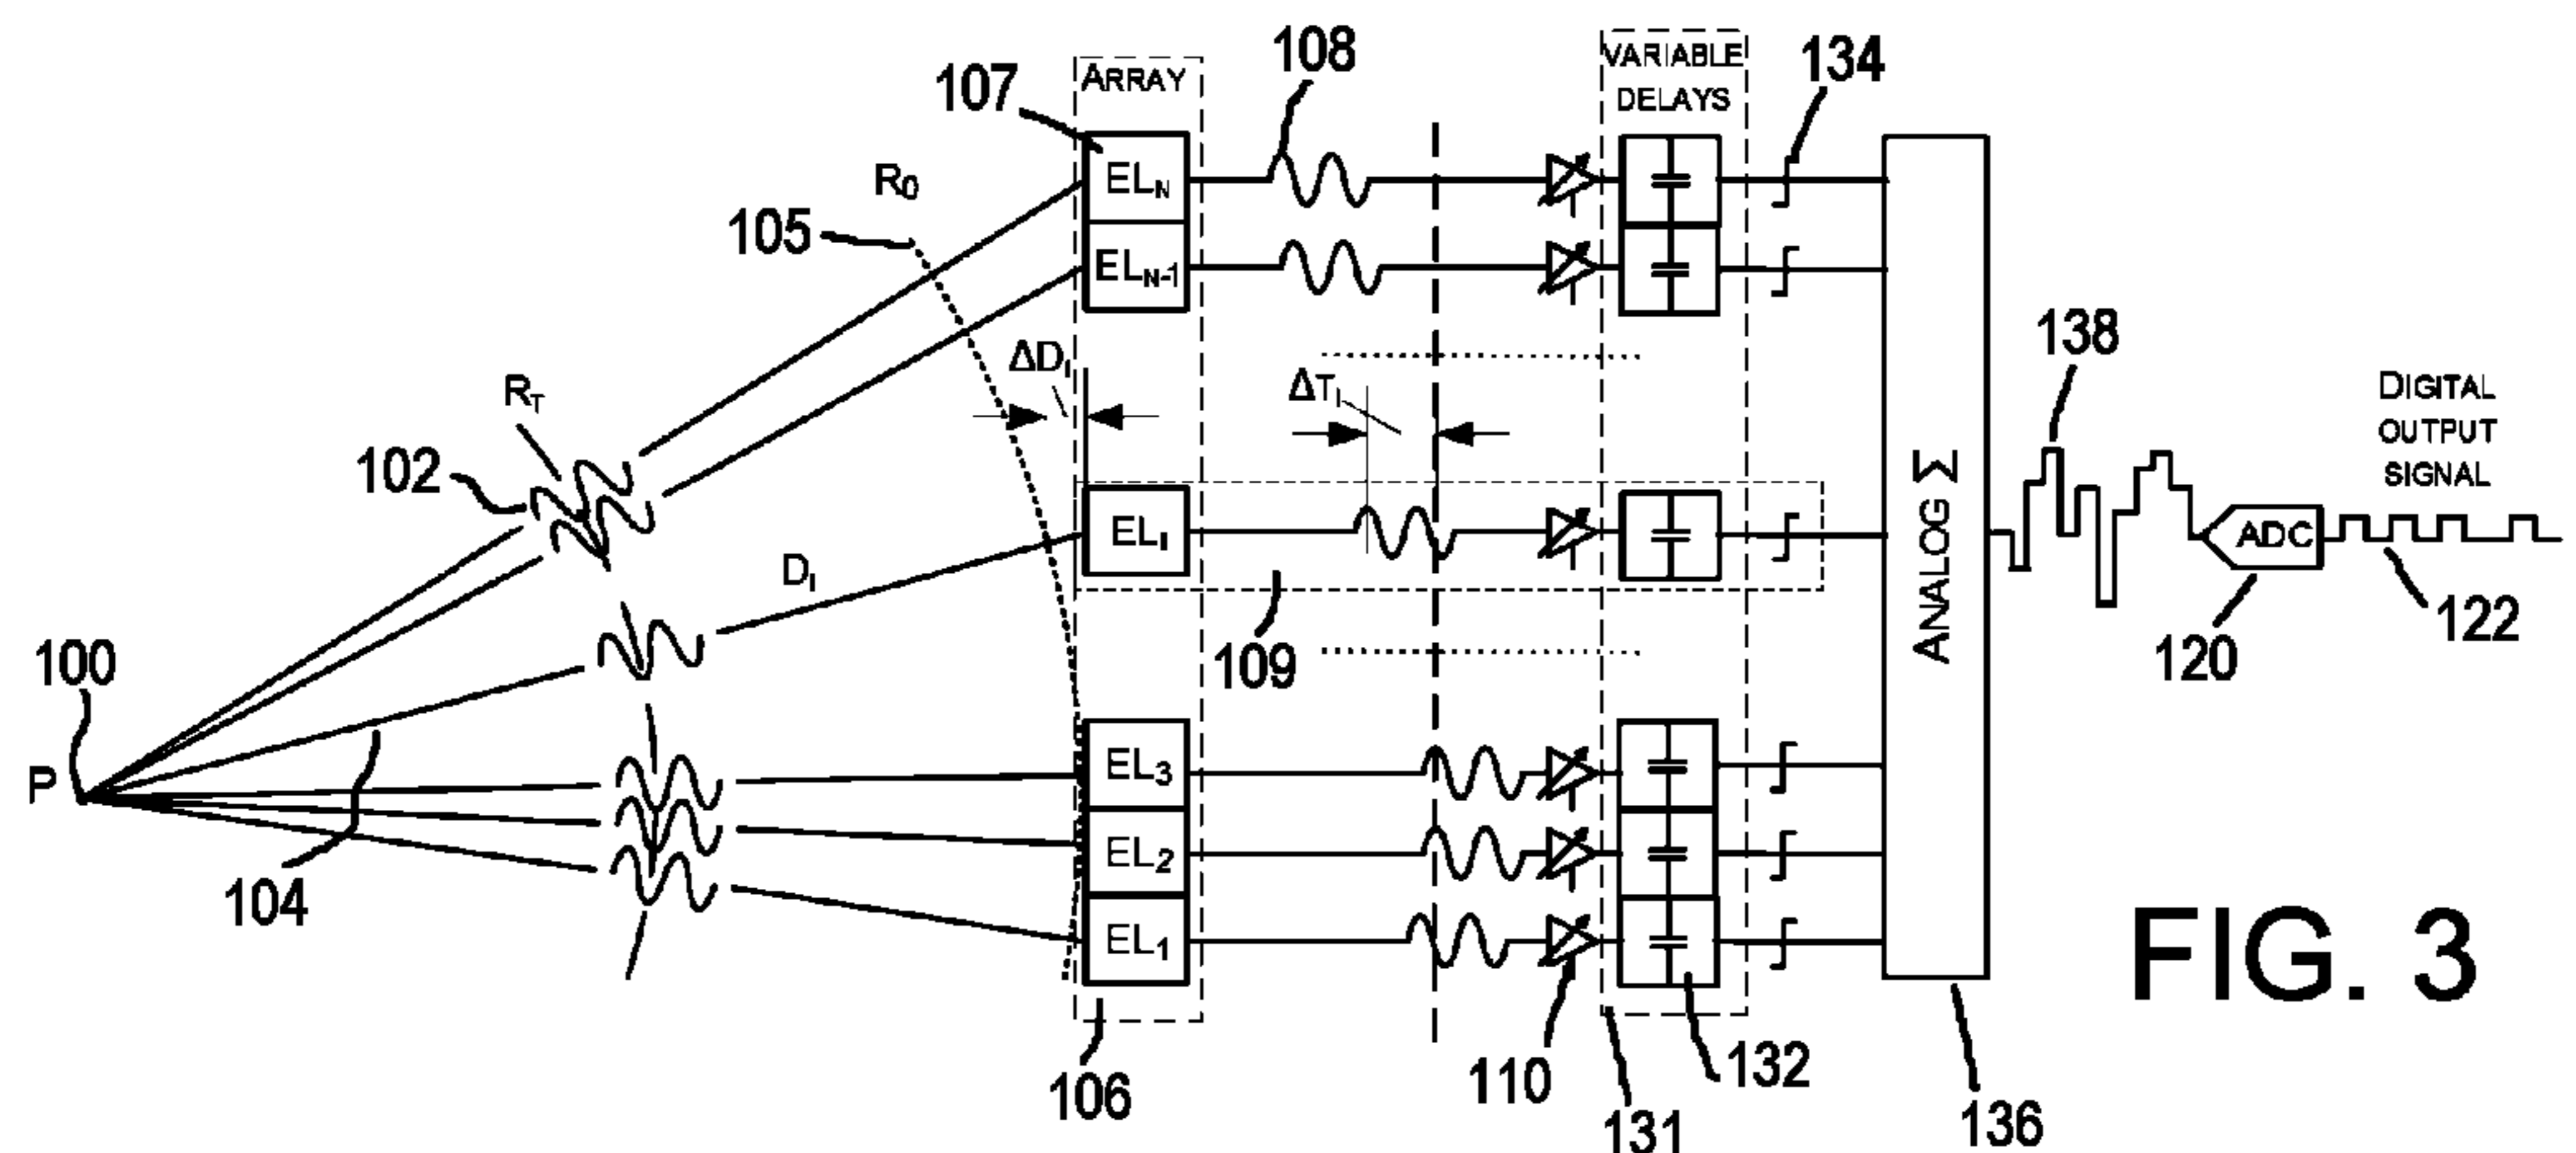 108
VARIABLE
DELAYS
134
107
ARRAY
R0
105
ELN
ELN-1
138
ΔDI
ΔTI
DIGITAL
OUTPUT
SIGNAL
RT
102
DI
ELI
ANALOG Σ
ADC
100
109
120
122
P
104
EL3
EL2
EL1
FIG. 3
106
110
131
132
136